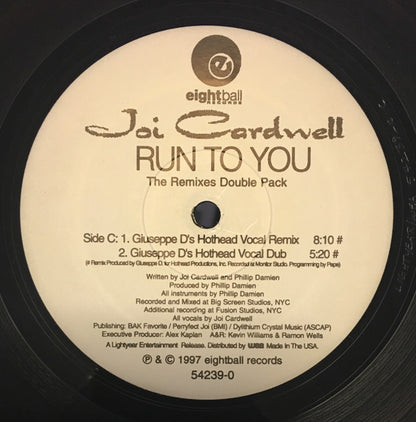 e
eightball
RECORDS
Joi Cardwell
RUN TO YOU
The Remixes Double Pack
Side C: 1. Giuseppe D's Hothead Vocal Remix 8:10 #
2. Giuseppe D's Hothead Vocal Dub 5:20 #
(# Remix Produced by Giuseppe D. for Hothead Productions, Inc. Recorded at Monitor Studio. Programming by Pepe)
Written by Joi Cardwell and Phillip Damien
Produced by Phillip Damien
All instruments by Phillip Damien
Recorded and Mixed at Big Screen Studios, NYC
Additional recording at Fusion Studios, NYC
All vocals by Joi Cardwell
Publishing: BAK Favorite / Perryfect Joi (BMI) / Dylithium Crystal Music (ASCAP)
Executive Producer: Alex Kaplan A&R: Kevin Williams & Ramon Wells
A Lightyear Entertainment Release. Distributed by wea Made In The USA.
℗ & © 1997 eightball records
54239-0